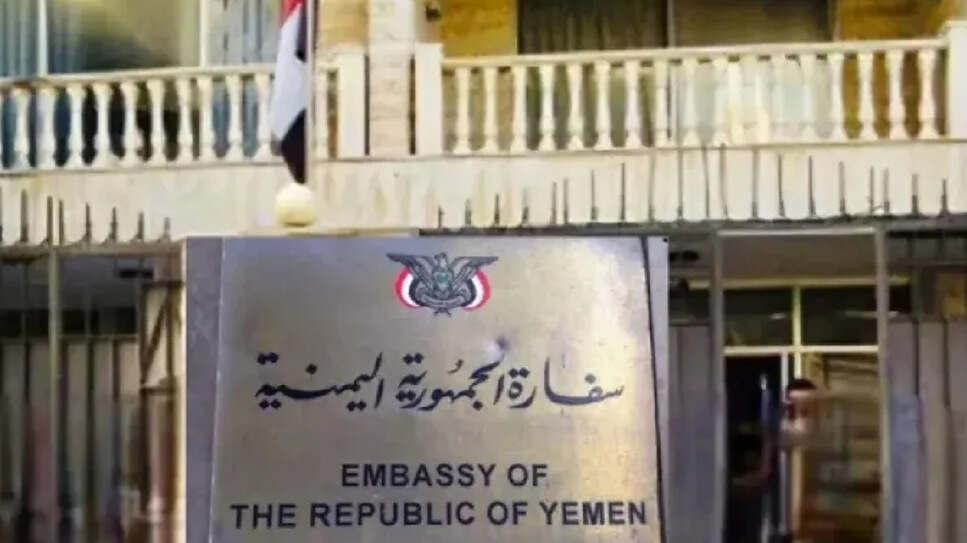 سفارة الجمهورية اليمنية
EMBASSY OF
THE REPUBLIC OF YEMEN